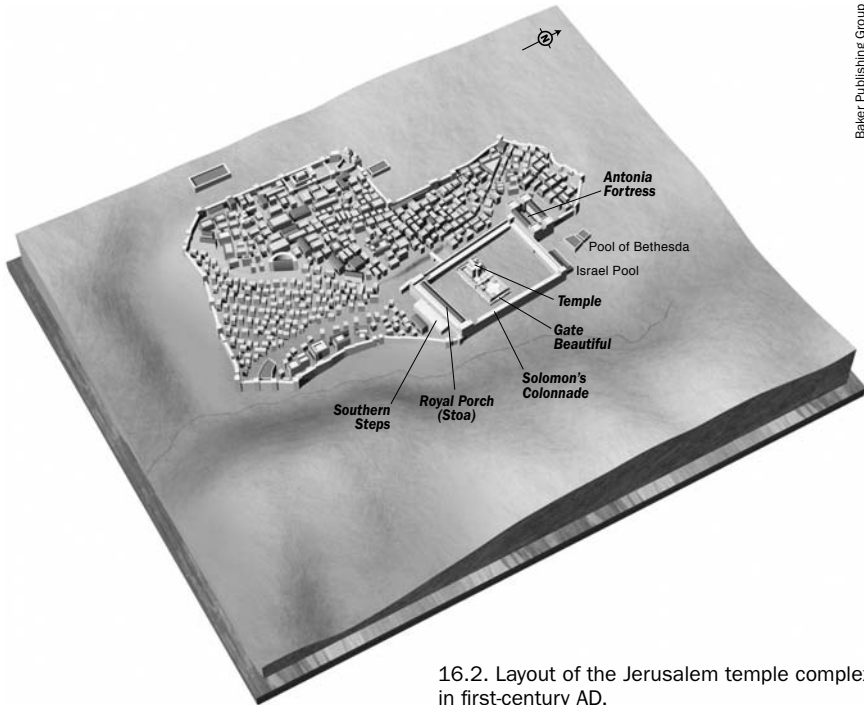 N
Baker Publishing Group
Antonia
Fortress
Pool of Bethesda
Israel Pool
Temple
Gate
Beautiful
Solomon's
Colonnade
Royal Porch
(Stoa)
Southern
Steps
16.2. Layout of the Jerusalem temple complex
in first-century AD.